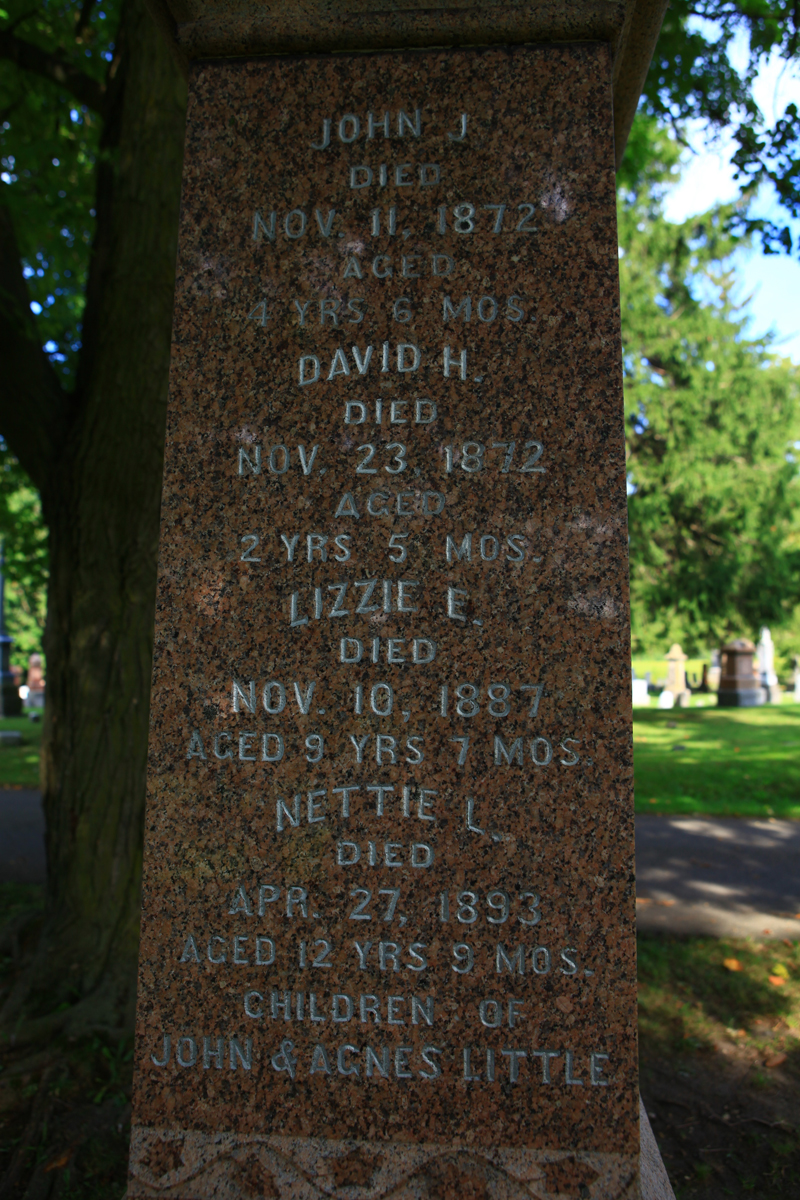 JOHN J
DIED
NOV. 11, 1872
AGED
4 YRS 6 MOS.
DAVID H.
DIED
NOV. 23, 1872
AGED
2 YRS 5 MOS.
LIZZIE E.
DIED
NOV. 10, 1887
AGED 9 YRS 7 MOS.
NETTIE L.
DIED
APR. 27, 1893
AGED 12 YRS 9 MOS.
CHILDREN OF
JOHN & AGNES LITTLE